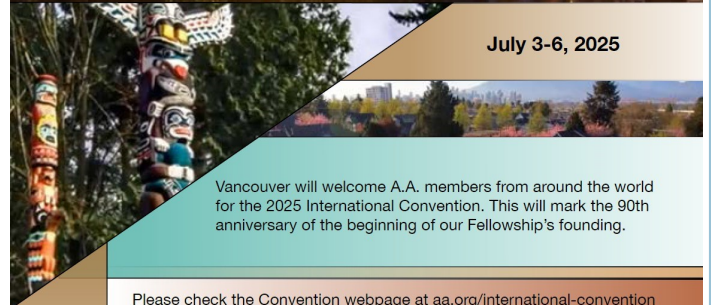 July 3-6, 2025
Vancouver will welcome A.A. members from around the world
for the 2025 International Convention. This will mark the 90th
anniversary of the beginning of our Fellowship's founding.
Please check the Convention webpage at aa.org/international-convention